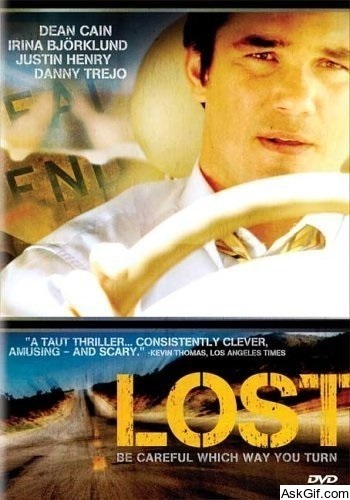 DEAN CAIN
IRINA BJÖRKLUND
JUSTIN HENRY
DANNY TREJO
"A TAUT THRILLER... CONSISTENTLY CLEVER,
AMUSING – AND SCARY." -KEVIN THOMAS, LOS ANGELES TIMES
LOST
BE CAREFUL WHICH WAY YOU TURN
DVD
AskGif.com